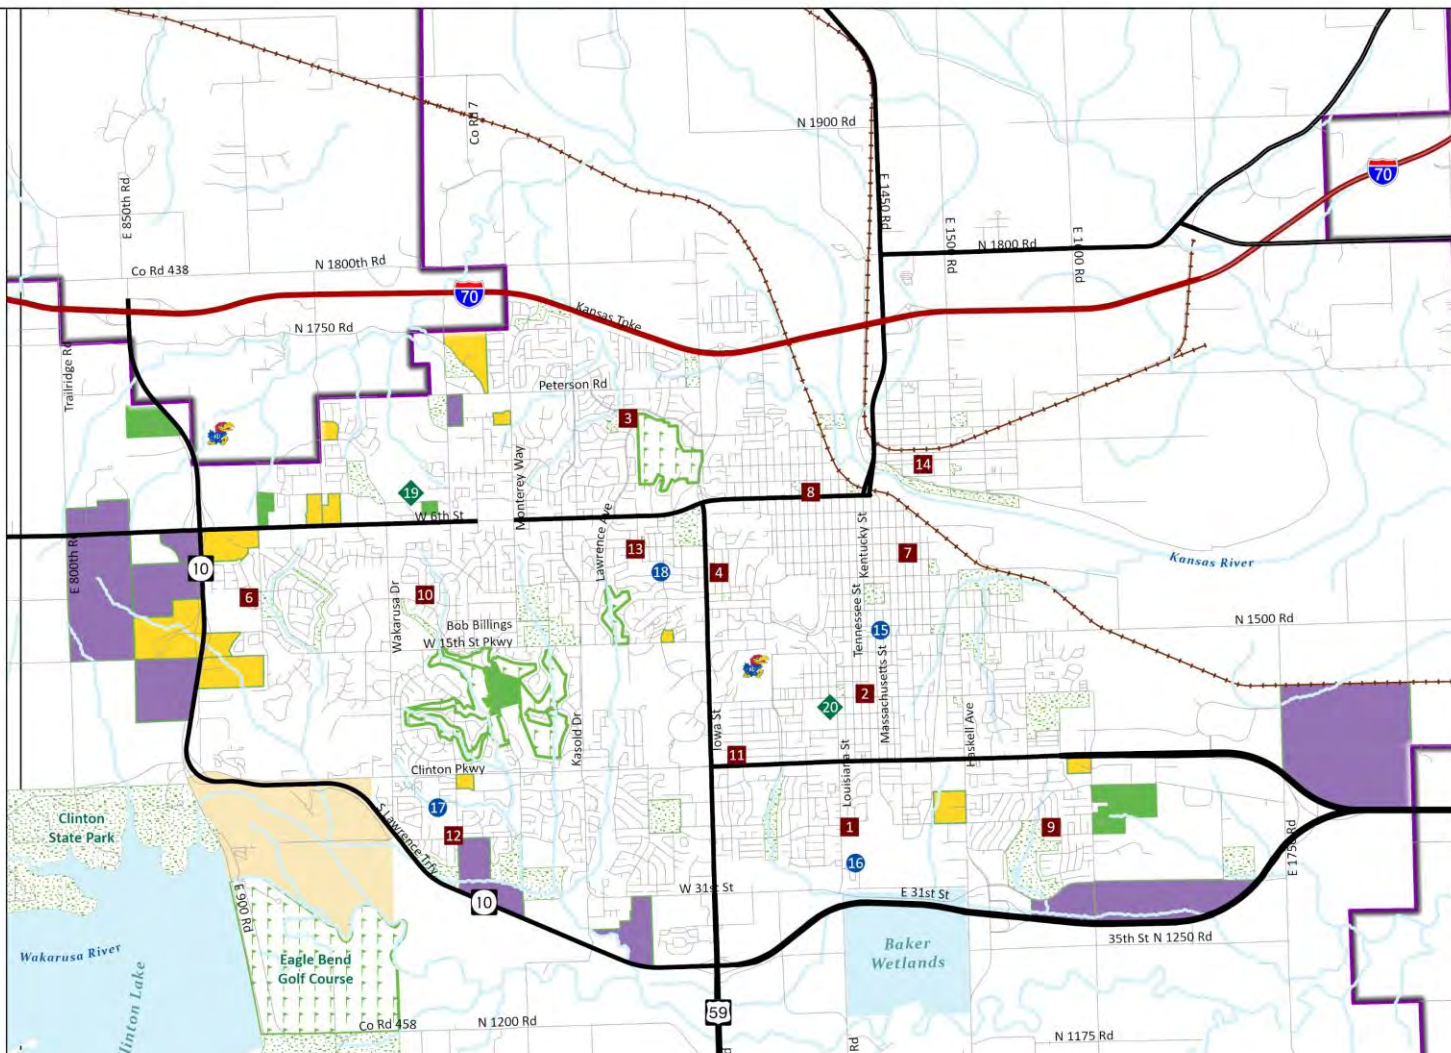 N 1900 Rd
Co Rd 7
E 850th Rd
E 1450 Rd
70
E 1500 Rd
N 1800 Rd
E 1600 Rd
Co Rd 438
N 1800th Rd
70
N 1750 Rd
Kansas Tpke
Trailridge Rd
Peterson Rd
3
KU
Monterey Way
14
19
8
W 6th St
Lawrence Ave
Kentucky St
E 800th Rd
13
7
Kansas River
10
18
4
6
10
Wakarusa Dr
Tennessee St
Bob Billings
W 15th St Pkwy
15
N 1500 Rd
Massachusetts St
KU
2
20
Kasold Dr
Iowa St
Haskell Ave
11
Clinton Pkwy
Louisiana St
17
S Lawrence Trfy
12
1
9
Clinton
State Park
16
E 1750 Rd
E 900 Rd
10
W 31st St
E 31st St
35th St N 1250 Rd
Wakarusa River
Eagle Bend
Golf Course
Baker
Wetlands
Clinton Lake
59
Co Rd 458
N 1200 Rd
Rd
N 1175 Rd